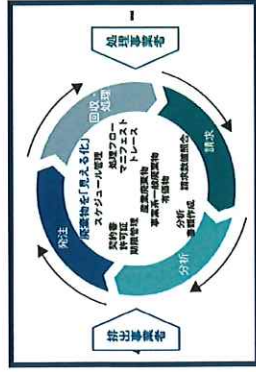 処理事業者
排出事業者
発注
回収・
処理
請求
分析
廃棄物を「見える化」
スケジュール管理
処理フロー
マニフェスト
トレース
契約書
許可証
期限管理
産業廃棄物
事業系一般廃棄物
有価物
請求数値照合
分析
書類作成